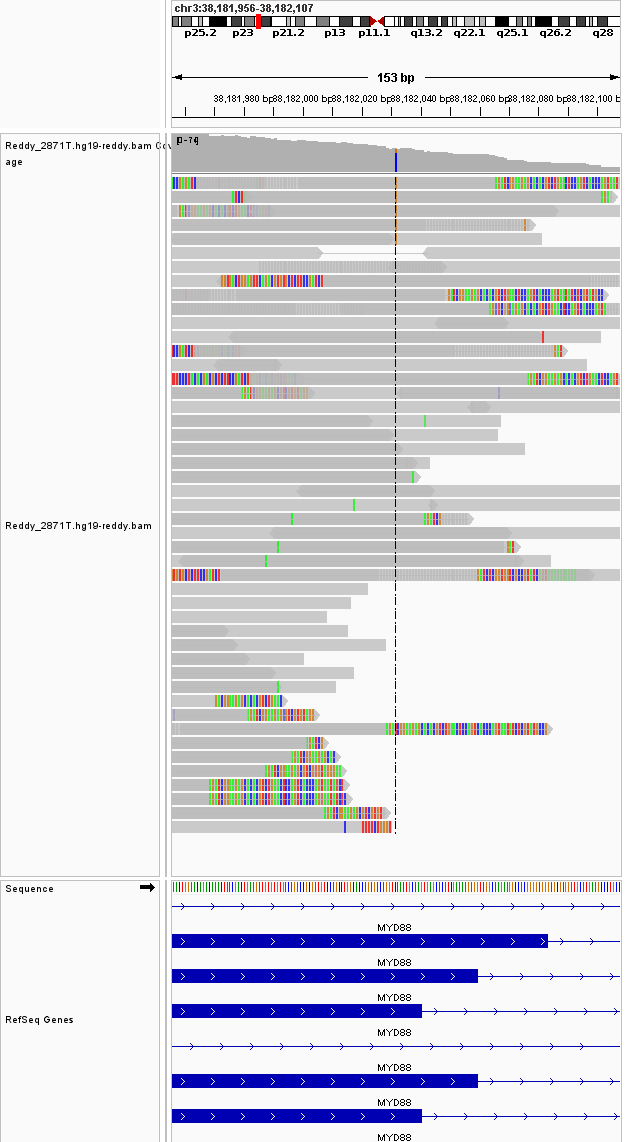 chr3:38,181,956-38,182,107
p25.2 p23 p21.2 p13 p11.1 q13.2 q22.1 q25.1 q26.2 q28
153 bp
38,181,980 bp 38,182,000 bp 38,182,020 bp 38,182,040 bp 38,182,060 bp 38,182,080 bp 38,182,100 b
[0-74]
Reddy_2871T.hg19-reddy.bam Cov
age
Reddy_2871T.hg19-reddy.bam
Sequence
MYD88
MYD88
MYD88
RefSeq Genes
MYD88
MYD88
MYD88
MYD88